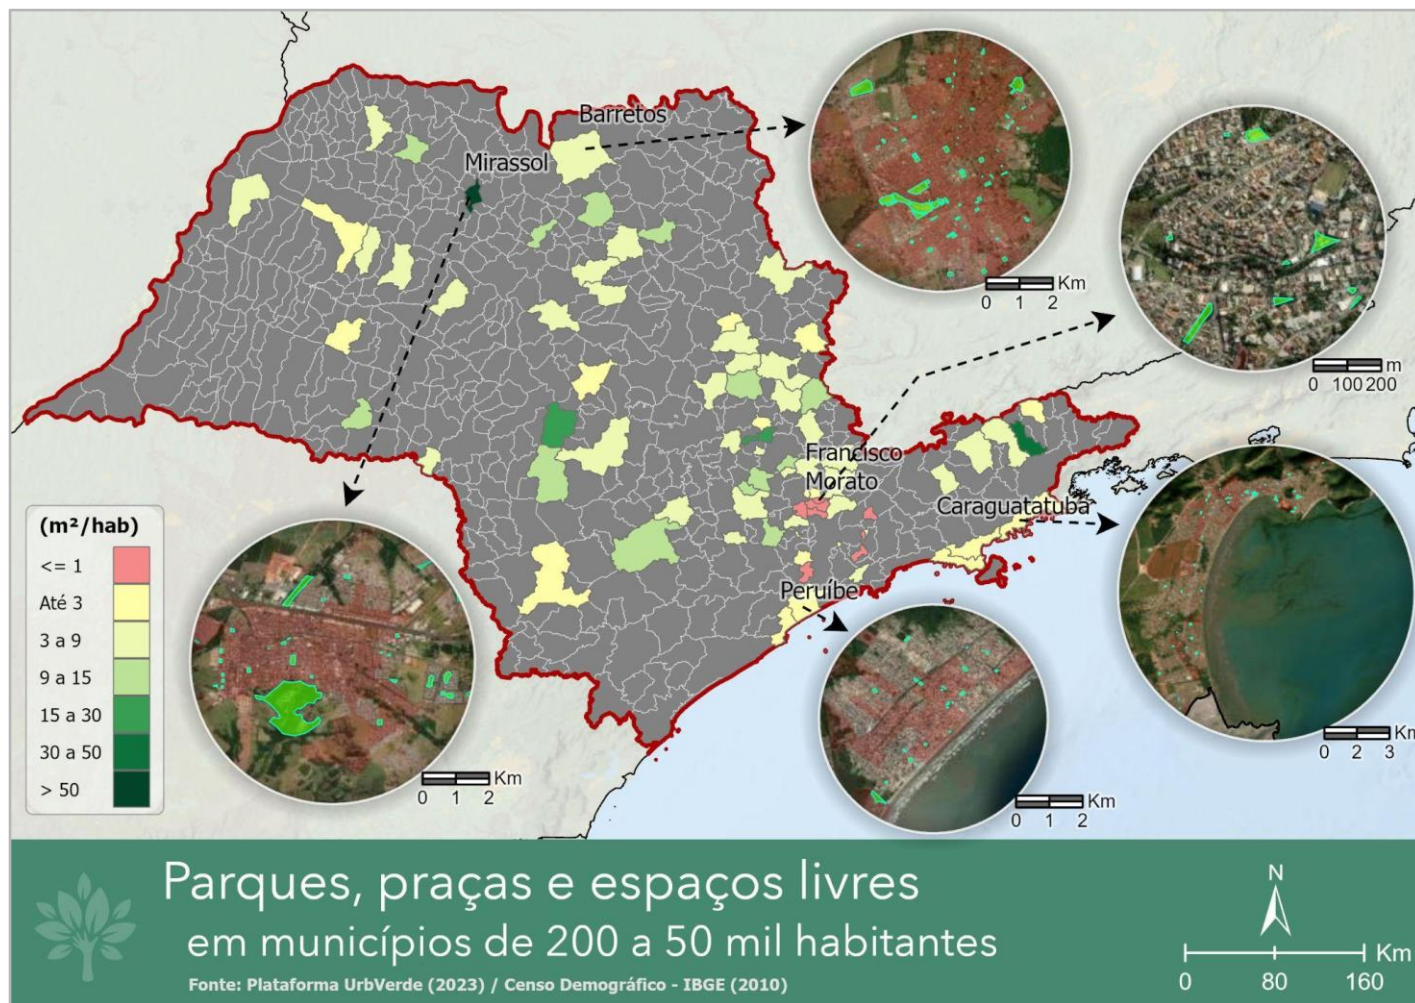 Barretos
Mirassol
Km
0 1 2
m
0 100 200
Francisco
Morato
Caraguatatuba
Peruíbe
(m²/hab)
<= 1
Até 3
3 a 9
9 a 15
15 a 30
30 a 50
> 50
Km
0 1 2
Km
0 1 2
Km
0 2 3
Parques, praças e espaços livres
em municípios de 200 a 50 mil habitantes
Fonte: Plataforma UrbVerde (2023) / Censo Demográfico - IBGE (2010)
N
Km
0 80 160